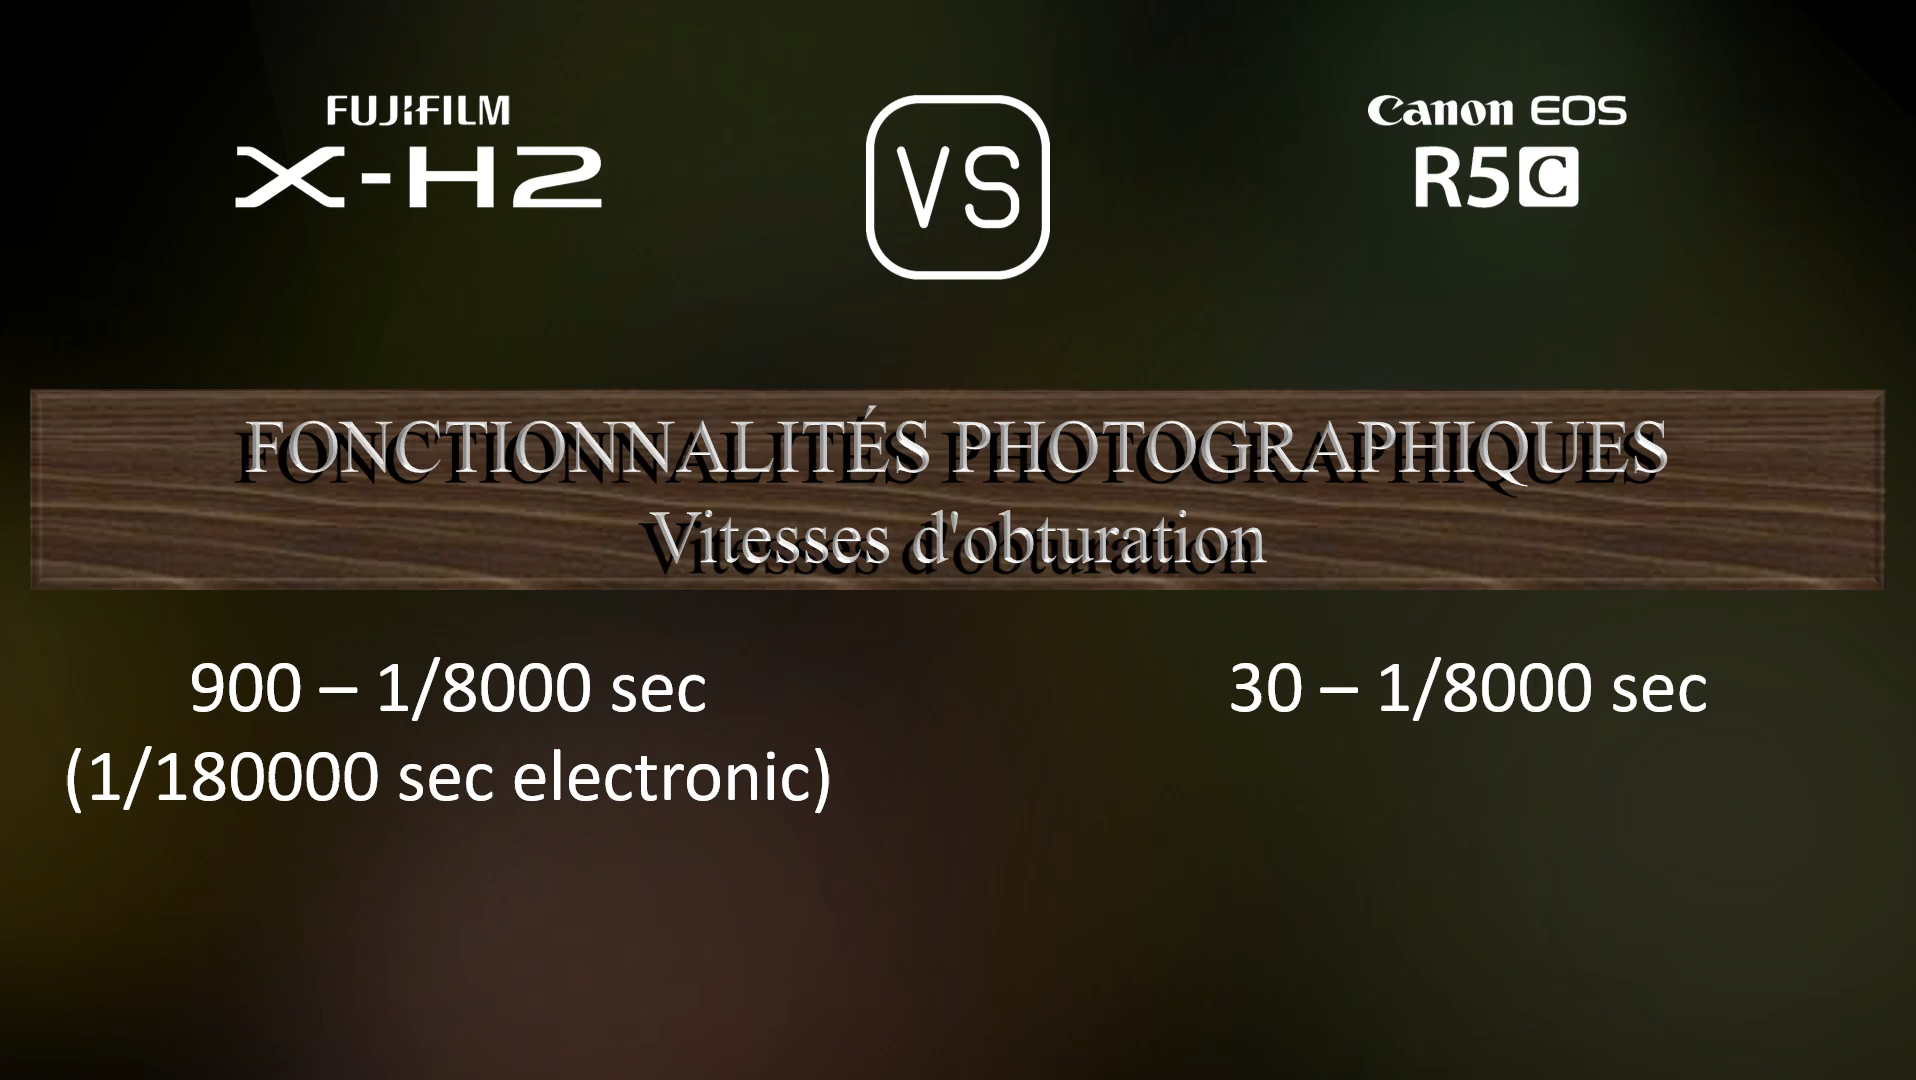 FUJIFILM
X-H2
VS
Canon EOS
R5 C
FONCTIONNALITÉS PHOTOGRAPHIQUES
Vitesses d'obturation
900 – 1/8000 sec
(1/180000 sec electronic)
30 – 1/8000 sec